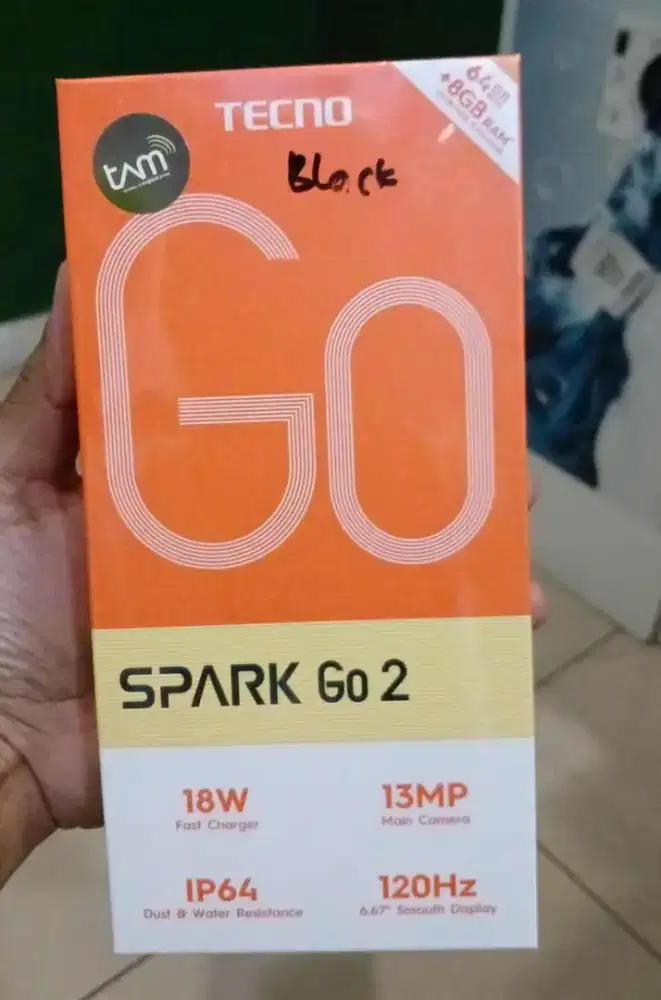 TECNO
64GB
+8GB RAM
tam
Black
Go
SPARK Go 2
18W
Fast Charger
13MP
Main Camera
IP64
Dust & Water Resistance
120Hz
6.67" Smooth Display